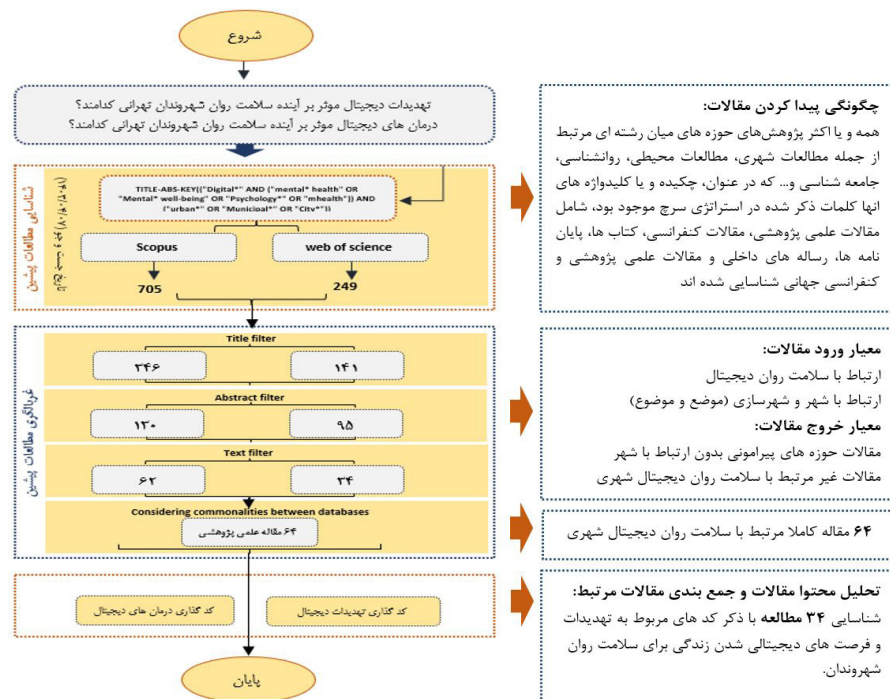 شروع
تهدیدات دیجیتال موثر بر آینده سلامت روان شهروندان تهرانی کدامند؟
درمان های دیجیتال موثر بر آینده سلامت روان شهروندان تهرانی کدامند؟
شناسایی مطالعات پیشین
تاریخ جست و جو (۱۴۰۳/۰۶/۰۷)
TITLE-ABS-KEY(("Digital*" AND ("mental* health" OR
"Mental* well-being" OR "Psychology*" OR "mhealth")) AND
("urban*" OR "Municipal*" OR "City*"))
Scopus
web of science
705
249
چگونگی پیدا کردن مقالات:
همه و یا اکثر پژوهش‌های حوزه های میان رشته ای مرتبط
از جمله مطالعات شهری، مطالعات محیطی، روانشناسی،
جامعه شناسی و... که در عنوان، چکیده و یا کلیدواژه های
انها کلمات ذکر شده در استراتژی سرچ موجود بود، شامل
مقالات علمی پژوهشی، مقالات کنفرانسی، کتاب ها، پایان
نامه ها، رساله های داخلی و مقالات علمی پژوهشی و
کنفرانسی جهانی شناسایی شده اند
غربالگری مطالعات پیشین
Title filter
۳۴۶
۱۴۱
Abstract filter
۱۳۰
۹۵
Text filter
۶۲
۳۴
Considering commonalities between databases
۶۴ مقاله علمی پژوهشی
معیار ورود مقالات:
ارتباط با سلامت روان دیجیتال
ارتباط با شهر و شهرسازی (موضع و موضوع)
معیار خروج مقالات:
مقالات حوزه های پیرامونی بدون ارتباط با شهر
مقالات غیر مرتبط با سلامت روان دیجیتال شهری
۶۴ مقاله کاملا مرتبط با سلامت روان دیجیتال شهری
کد گذاری تهدیدات دیجیتال
کد گذاری درمان های دیجیتال
تحلیل محتوا مقالات و جمع بندی مقالات مرتبط:
شناسایی ۳۴ مطالعه با ذکر کد های مربوط به تهدیدات
و فرصت های دیجیتالی شدن زندگی برای سلامت روان
شهروندان.
پایان